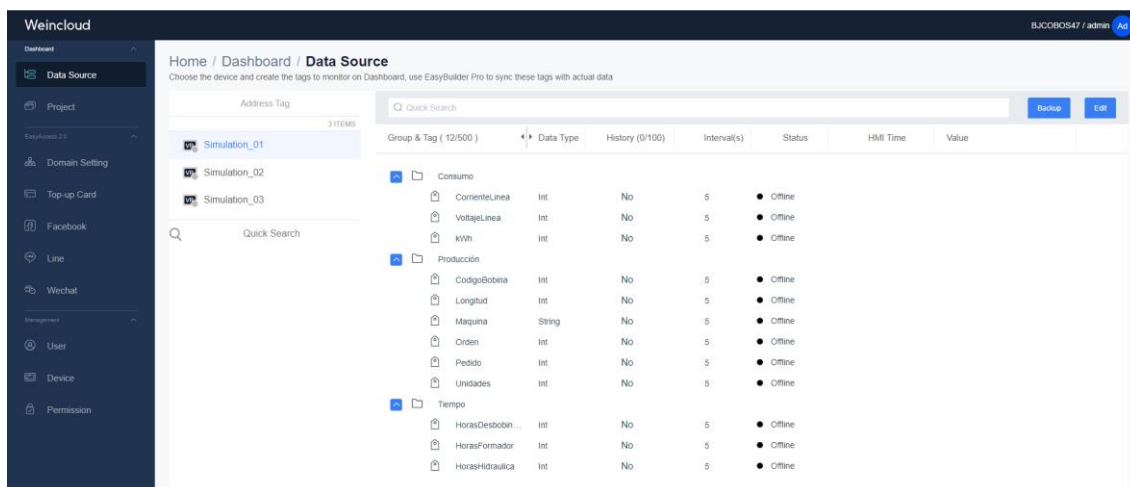 Weincloud
BJCOBOS47 / admin Ad
Dashboard
Data Source
Project
EasyAccess 2.0
Domain Setting
Top-up Card
Facebook
Line
Wechat
Management
User
Device
Permission
Home / Dashboard / Data Source
Choose the device and create the tags to monitor on Dashboard, use EasyBuilder Pro to sync these tags with actual data
Address Tag
3 ITEMS
Simulation_01
Simulation_02
Simulation_03
Quick Search
Quick Search
Backup Edit
Group & Tag ( 12/500 ) Data Type History (0/100) Interval(s) Status HMI Time Value
Consumo
CorrienteLinea Int No 5 Offline
VoltajeLinea Int No 5 Offline
kWh Int No 5 Offline
Producción
CodigoBobina Int No 5 Offline
Longitud Int No 5 Offline
Maquina String No 5 Offline
Orden Int No 5 Offline
Pedido Int No 5 Offline
Unidades Int No 5 Offline
Tiempo
HorasDesbobin... Int No 5 Offline
HorasFormador Int No 5 Offline
HorasHidraulica Int No 5 Offline